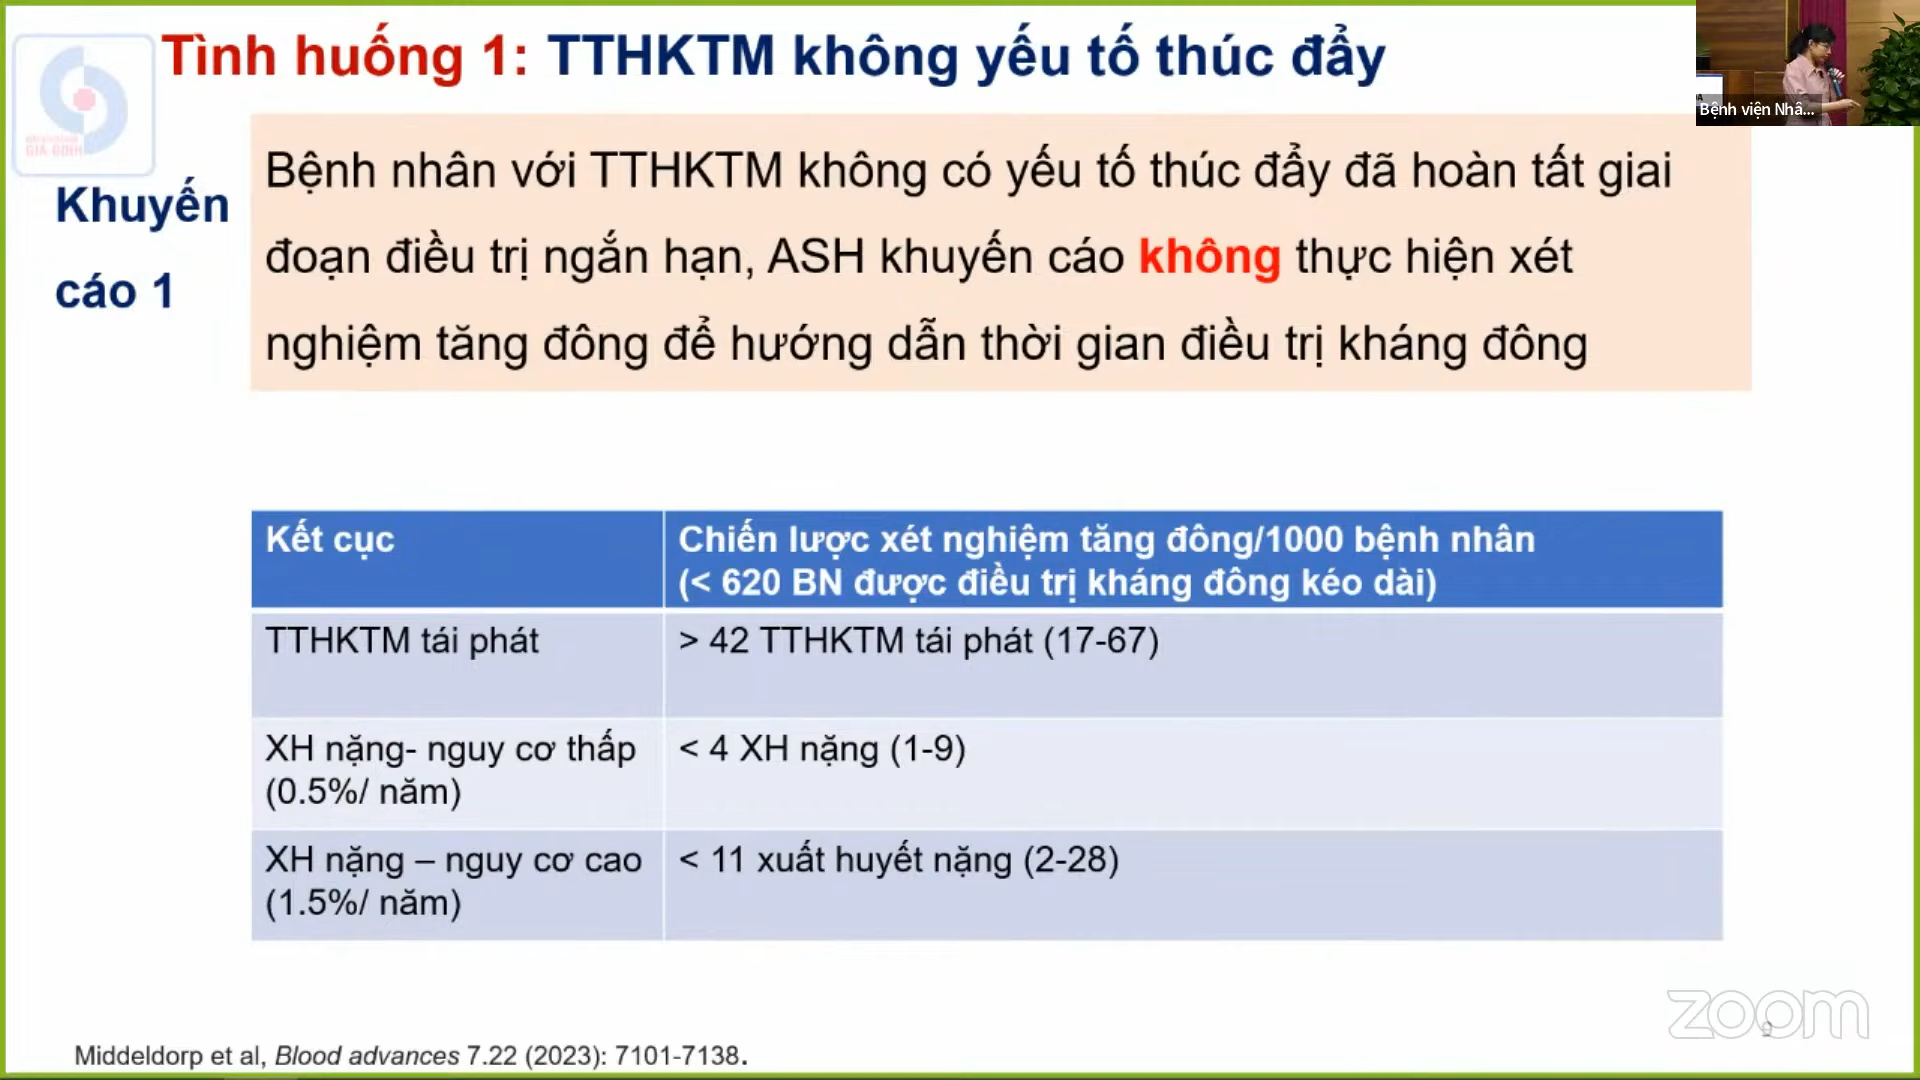 Tình huống 1: TTHKTM không yếu tố thúc đẩy
Bệnh viện Nhâ...
GIA ĐỊNH
Khuyến
cáo 1
Bệnh nhân với TTHKTM không có yếu tố thúc đẩy đã hoàn tất giai
đoạn điều trị ngắn hạn, ASH khuyến cáo không thực hiện xét
nghiệm tăng đông để hướng dẫn thời gian điều trị kháng đông
Kết cục
Chiến lược xét nghiệm tăng đông/1000 bệnh nhân
(< 620 BN được điều trị kháng đông kéo dài)
TTHKTM tái phát
> 42 TTHKTM tái phát (17-67)
XH nặng- nguy cơ thấp
(0.5%/ năm)
< 4 XH nặng (1-9)
XH nặng – nguy cơ cao
(1.5%/ năm)
< 11 xuất huyết nặng (2-28)
zoom
9
Middeldorp et al, Blood advances 7.22 (2023): 7101-7138.